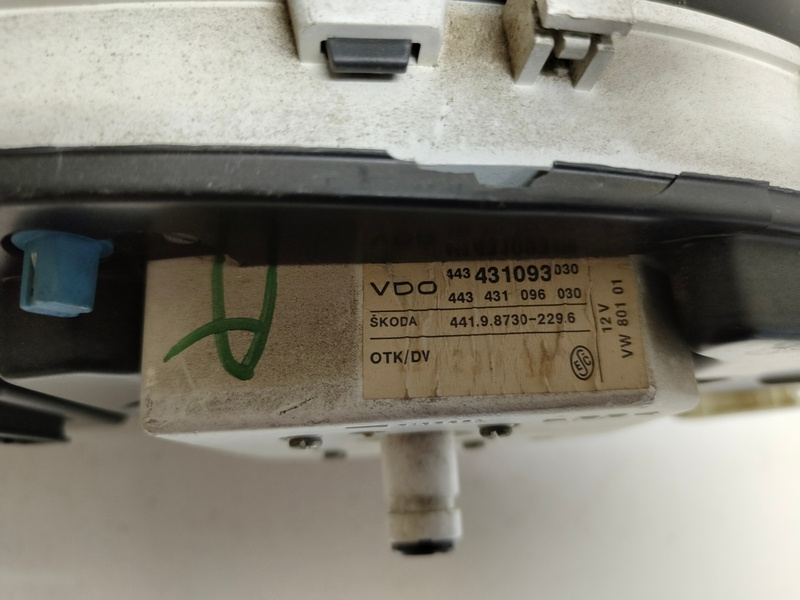 VDO
443 431093 030
443 431 096 030
ŠKODA 441.9.8730-229.6
OTK/DV
12 V
VW 801 01